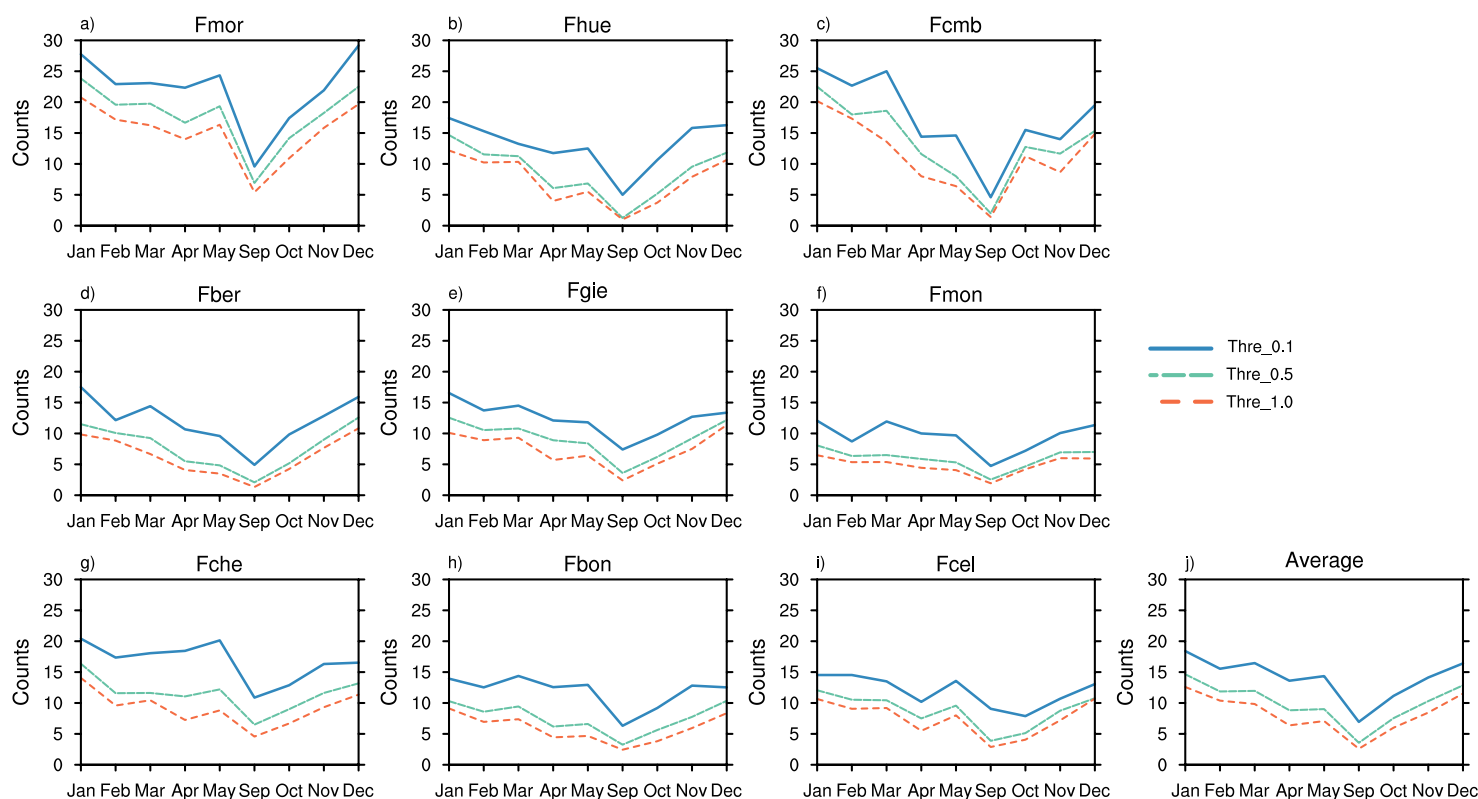 a) Fmor
30
25
20
15
10
5
0
Counts
Jan Feb Mar Apr May Sep Oct Nov Dec
b) Fhue
30
25
20
15
10
5
0
Counts
Jan Feb Mar Apr May Sep Oct Nov Dec
c) Fcmb
30
25
20
15
10
5
0
Counts
Jan Feb Mar Apr May Sep Oct Nov Dec
d) Fber
30
25
20
15
10
5
0
Counts
Jan Feb Mar Apr May Sep Oct Nov Dec
e) Fgie
30
25
20
15
10
5
0
Counts
Jan Feb Mar Apr May Sep Oct Nov Dec
f) Fmon
30
25
20
15
10
5
0
Counts
Jan Feb Mar Apr May Sep Oct Nov Dec
Thre_0.1
Thre_0.5
Thre_1.0
g) Fche
30
25
20
15
10
5
0
Counts
Jan Feb Mar Apr May Sep Oct Nov Dec
h) Fbon
30
25
20
15
10
5
0
Counts
Jan Feb Mar Apr May Sep Oct Nov Dec
i) Fcel
30
25
20
15
10
5
0
Counts
Jan Feb Mar Apr May Sep Oct Nov Dec
j) Average
30
25
20
15
10
5
0
Counts
Jan Feb Mar Apr May Sep Oct Nov Dec